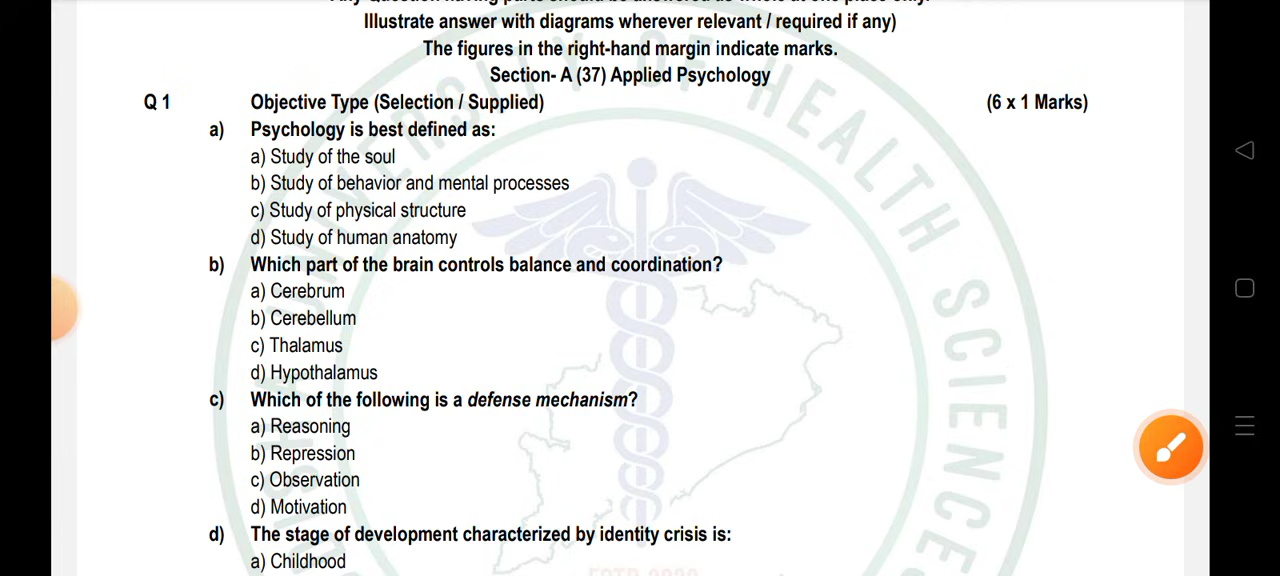 Illustrate answer with diagrams wherever relevant / required if any)
The figures in the right-hand margin indicate marks.
Section- A (37) Applied Psychology
Q 1 Objective Type (Selection / Supplied) (6 x 1 Marks)
a) Psychology is best defined as:
a) Study of the soul
b) Study of behavior and mental processes
c) Study of physical structure
d) Study of human anatomy
b) Which part of the brain controls balance and coordination?
a) Cerebrum
b) Cerebellum
c) Thalamus
d) Hypothalamus
c) Which of the following is a defense mechanism?
a) Reasoning
b) Repression
c) Observation
d) Motivation
d) The stage of development characterized by identity crisis is:
a) Childhood
UNIVERSITY OF HEALTH SCIENCES